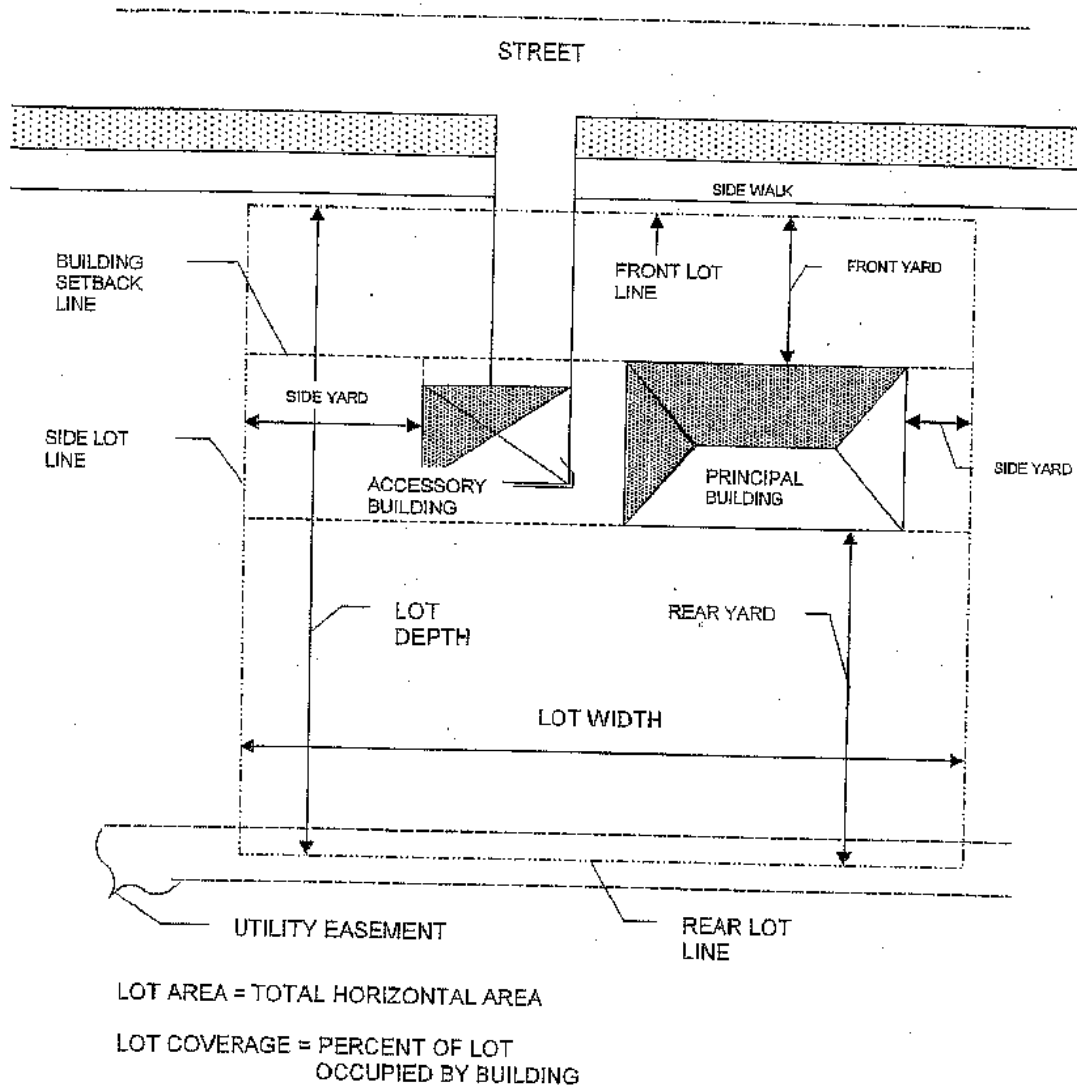 STREET
SIDE WALK
BUILDING
SETBACK
LINE
FRONT LOT
LINE
FRONT YARD
SIDE YARD
SIDE LOT
LINE
ACCESSORY
BUILDING
PRINCIPAL
BUILDING
SIDE YARD
LOT
DEPTH
REAR YARD
LOT WIDTH
UTILITY EASEMENT
REAR LOT
LINE
LOT AREA = TOTAL HORIZONTAL AREA
LOT COVERAGE = PERCENT OF LOT
OCCUPIED BY BUILDING